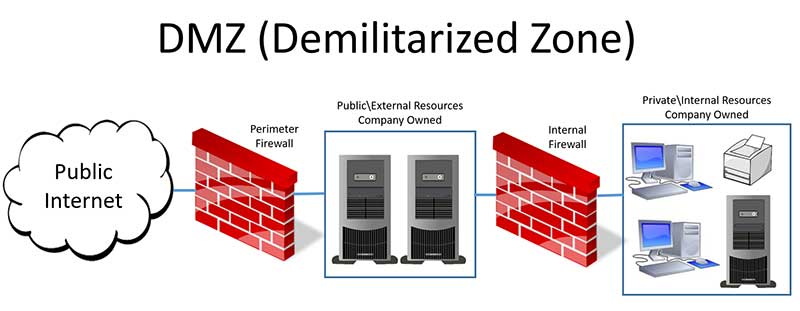 DMZ (Demilitarized Zone)
Public
Internet
Perimeter
Firewall
Public\External Resources
Company Owned
Internal
Firewall
Private\Internal Resources
Company Owned